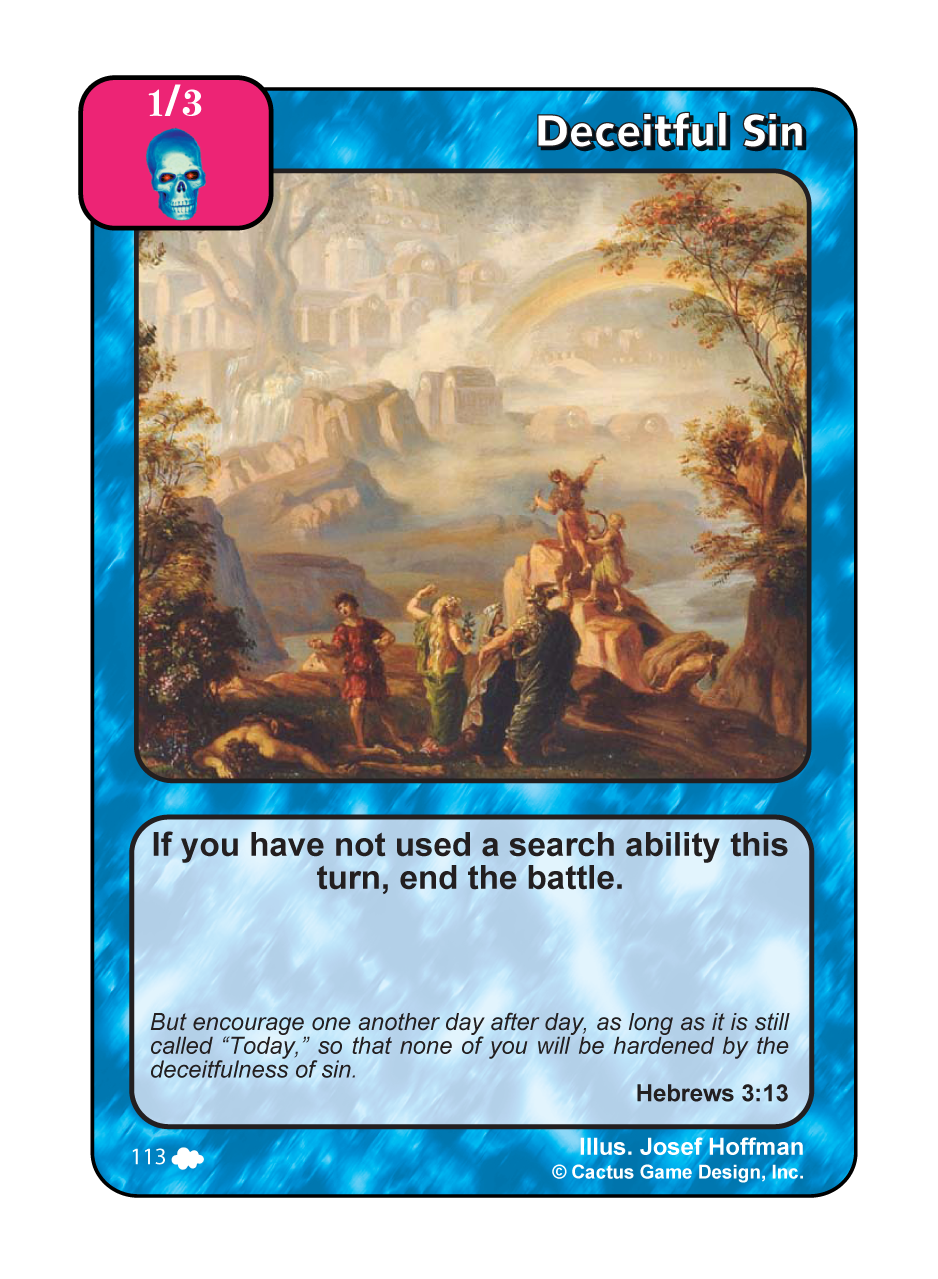 1/3
Deceitful Sin
If you have not used a search ability this
turn, end the battle.
But encourage one another day after day, as long as it is still
called “Today,” so that none of you will be hardened by the
deceitfulness of sin.
Hebrews 3:13
113
Illus. Josef Hoffman
© Cactus Game Design, Inc.